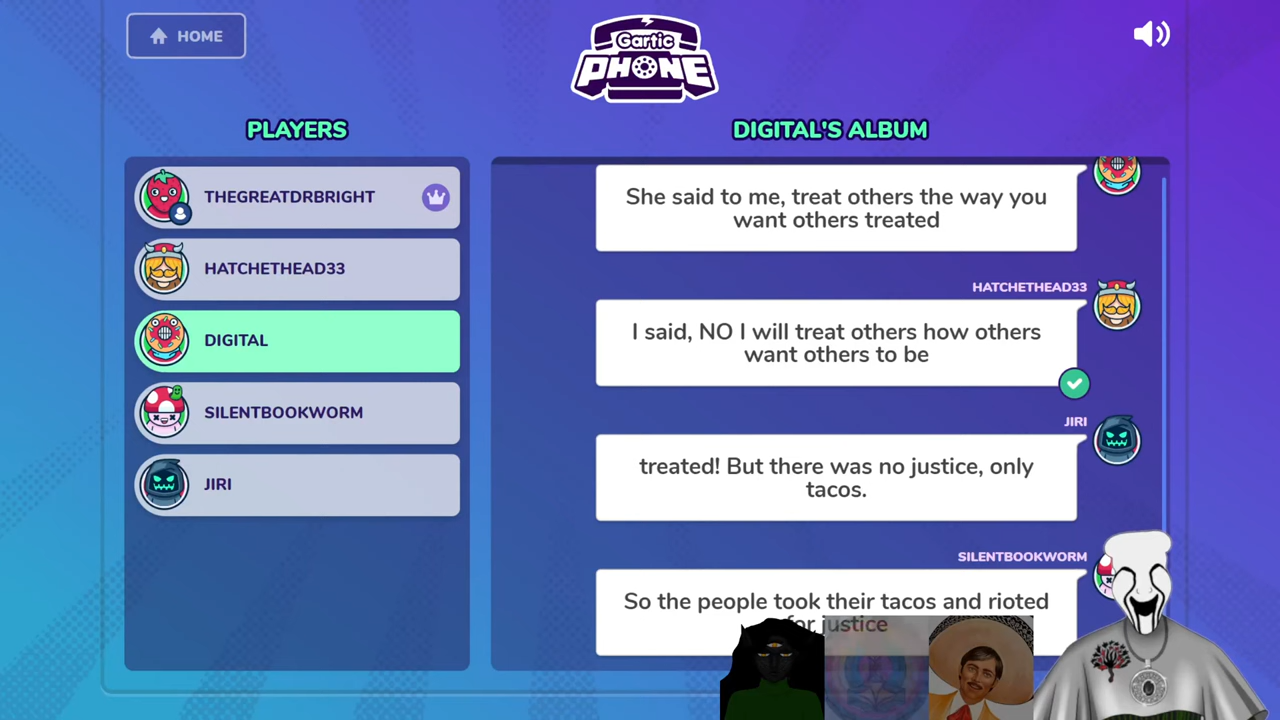 HOME
Gartic
PHONE
PLAYERS
THEGREATDRBRIGHT
HATCHETHEAD33
DIGITAL
SILENTBOOKWORM
JIRI
DIGITAL'S ALBUM
She said to me, treat others the way you
want others treated
HATCHETHEAD33
I said, NO I will treat others how others
want others to be
JIRI
treated! But there was no justice, only
tacos.
SILENTBOOKWORM
So the people took their tacos and rioted
for justice